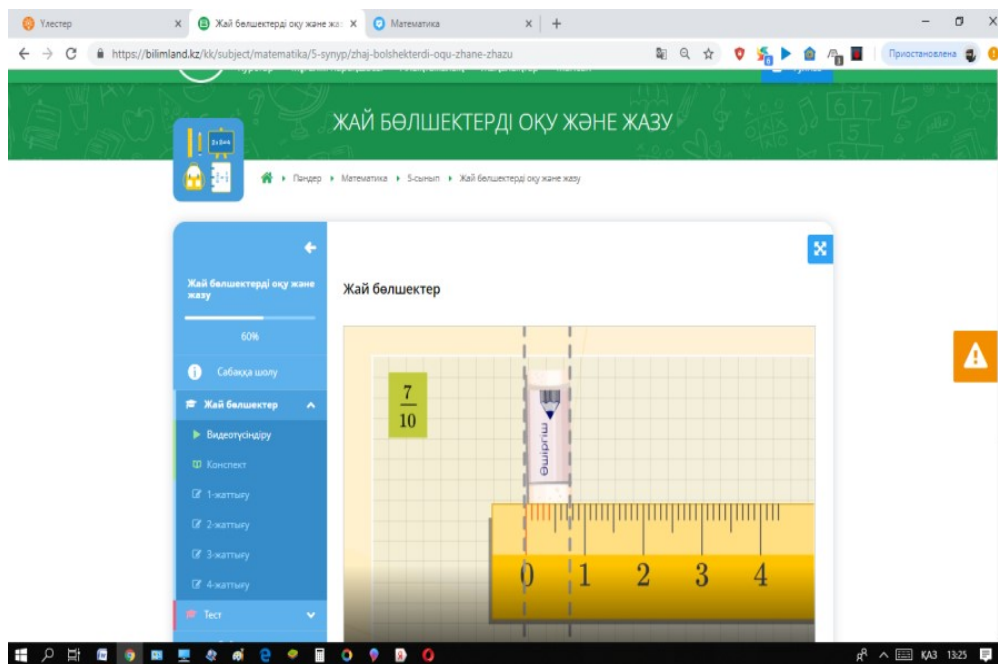 Үлестер
Жай бөлшектерді оқу және жаз
Математика
https://bilimland.kz/kk/subject/matematika/5-synyp/zhaj-bolshekterdi-oqu-zhane-zhazu
Приостановлена
ЖАЙ БӨЛШЕКТЕРДІ ОҚУ ЖӘНЕ ЖАЗУ
Пәндер
Математика
5-сынып
Жай бөлшектерді оқу және жазу
Жай бөлшектерді оқу және
жазу
60%
Сабаққа шолу
Жай бөлшектер
Видеотүсіндіру
Конспект
1-жаттығу
2-жаттығу
3-жаттығу
4-жаттығу
Тест
Жай бөлшектер
7
10
Өшіргіш
0 1 2 3 4
ҚАЗ 13:25